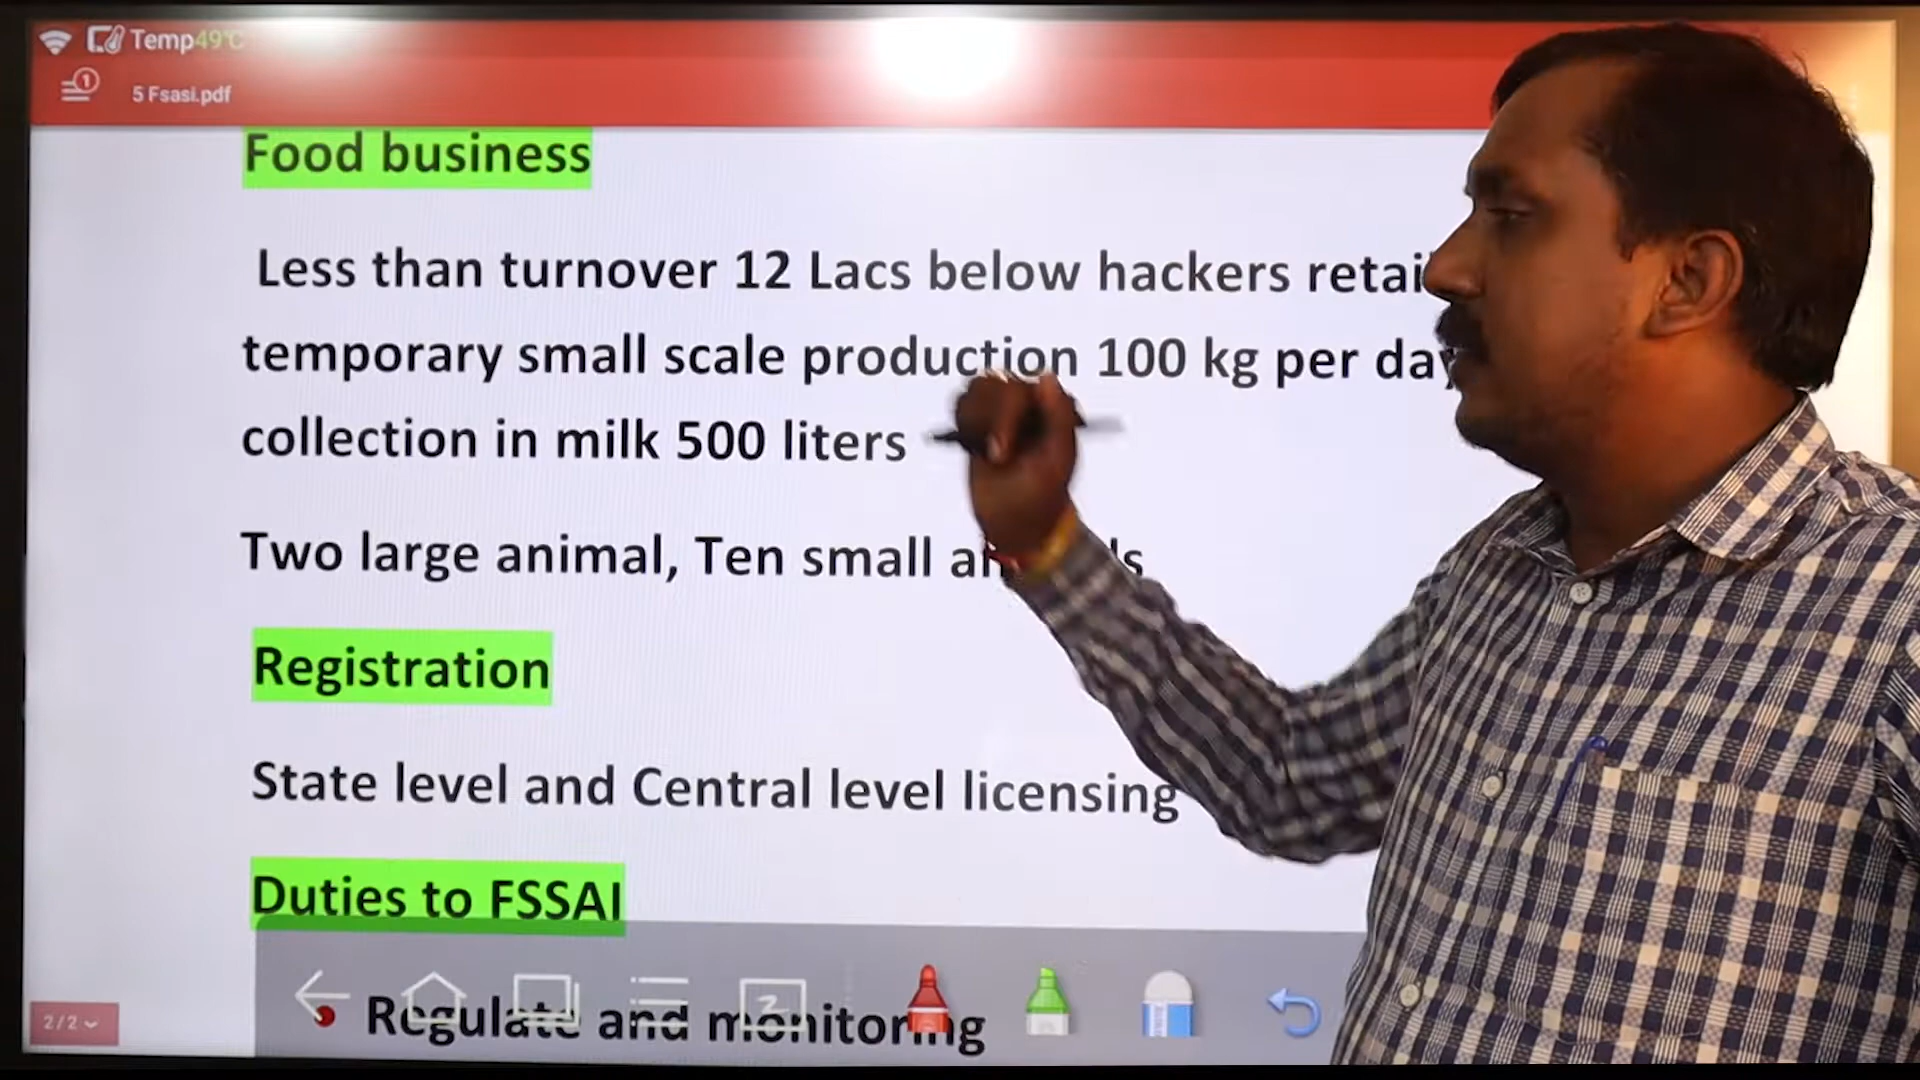 Temp49°C
1
5 Fsasi.pdf
Food business
Less than turnover 12 Lacs below hackers
temporary small scale production 100 kg per day
collection in milk 500 liters
Two large animal, Ten small
Registration
State level and Central level licensing
Duties to FSSAI
Regulate and monitoring
2/2